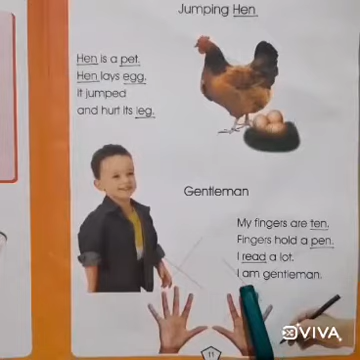 Jumping Hen
Hen is a pet.
Hen lays egg.
It jumped
and hurt its leg.
Gentleman
My fingers are ten.
Fingers hold a pen.
I read a lot.
I am gentleman.
11
VIVA